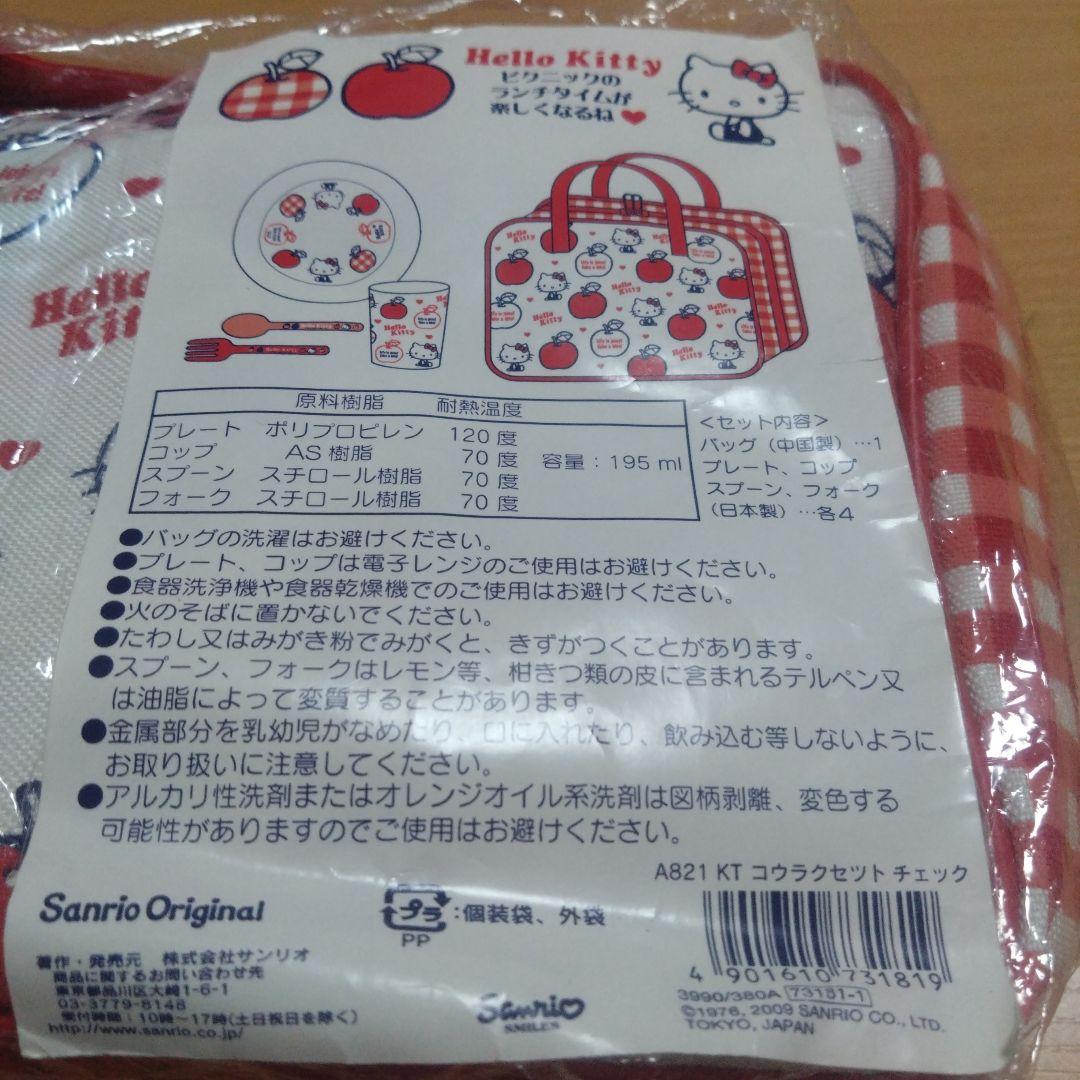 Hello Kitty
ピクニックの
ランチタイムが
楽しくなるね
Hello
Kit
原料樹脂 耐熱温度
プレート ポリプロピレン 120度
コップ AS樹脂 70度 容量：195ml
スプーン スチロール樹脂 70度
フォーク スチロール樹脂 70度
＜セット内容＞
バッグ（中国製）…1
プレート、コップ
スプーン、フォーク
（日本製）…各4
●バッグの洗濯はお避けください。
●プレート、コップは電子レンジのご使用はお避けください。
●食器洗浄機や食器乾燥機でのご使用はお避けください。
●火のそばに置かないでください。
●たわし又はみがき粉でみがくと、きずがつくことがあります。
●スプーン、フォークはレモン等、柑きつ類の皮に含まれるテルペン又
は油脂によって変質することがあります。
●金属部分を乳幼児がなめたり、口に入れたり、飲み込む等しないように、
お取り扱いに注意してください。
●アルカリ性洗剤またはオレンジオイル系洗剤は図柄剥離、変色する
可能性がありますのでご使用はお避けください。
A821 KT コウラクセット チェック
Sanrio Original
プラ：個装袋、外袋
PP
著作・発売元 株式会社サンリオ
商品に関するお問い合わせ先
東京都品川区大崎1-6-1
03-3779-8148
受付時間：10時～17時(土日祝日を除く)
http://www.sanrio.co.jp/
Sanrio
SMILES
4 901610 731819
3990/380A 73181-1
©1976, 2009 SANRIO CO., LTD.
TOKYO, JAPAN